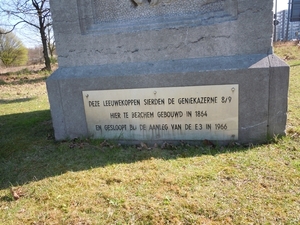 DEZE LEEUWEKOPPEN SIERDEN DE GENIEKAZERNE 8/9
HIER TE BERCHEM GEBOUWD IN 1864
EN GESLOOPT BIJ DE AANLEG VAN DE E3 IN 1966